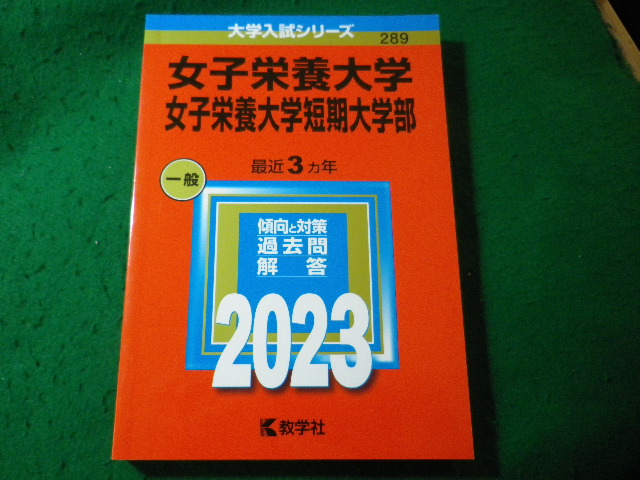 大学入試シリーズ
289
女子栄養大学
女子栄養大学短期大学部
最近3カ年
一般
傾向と対策
過去問
解答
2023
教学社